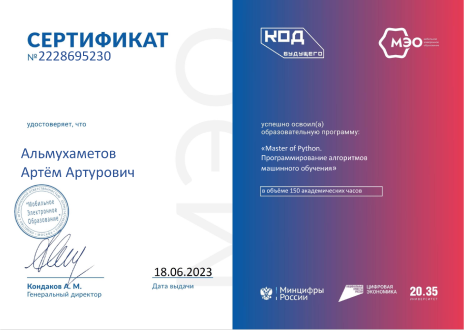 СЕРТИФИКАТ
№2228695230
удостоверяет, что
Альмухаметов
Артём Артурович
"Мобильное
Электронное
Образование"
Кондаков А. М.
Генеральный директор
18.06.2023
Дата выдачи
МЭО
КОД
будущего
МЭО
успешно освоил(а)
образовательную программу:
«Master of Python.
Программирование алгоритмов
машинного обучения»
в объёме 150 академических часов
Минцифры
России
ЦИФРОВАЯ
ЭКОНОМИКА
20.35
УНИВЕРСИТЕТ